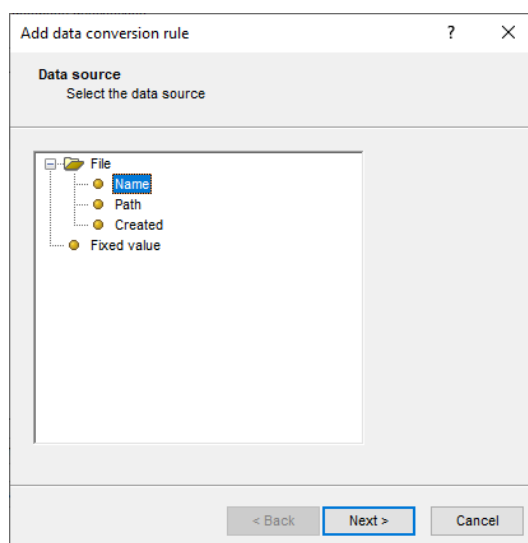 Add data conversion rule ?
Data source
Select the data source
File
Name
Path
Created
Fixed value
< Back Next > Cancel